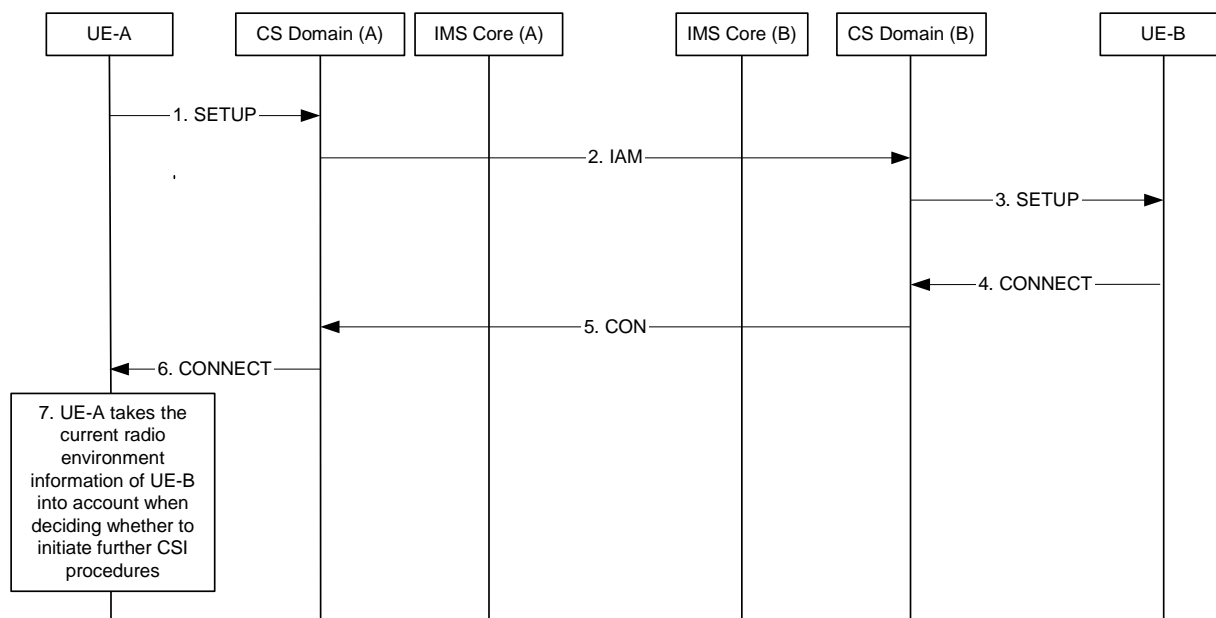 UE-A
CS Domain (A)
IMS Core (A)
IMS Core (B)
CS Domain (B)
UE-B
1. SETUP
2. IAM
3. SETUP
4. CONNECT
5. CON
6. CONNECT
7. UE-A takes the
current radio
environment
information of UE-B
into account when
deciding whether to
initiate further CSI
procedures